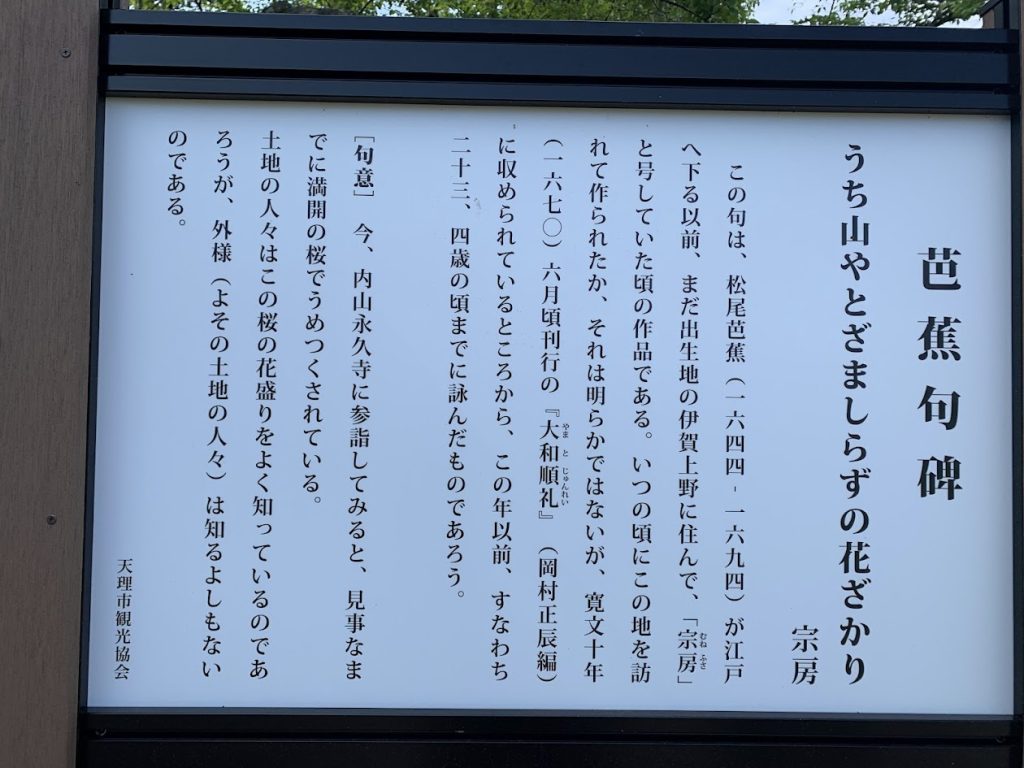 芭蕉句碑
うち山やとざましらずの花ざかり
宗房
この句は、松尾芭蕉（一六四四－一六九四）が江戸
へ下る以前、まだ出生地の伊賀上野に住んで、「宗房」
むねふさ
と号していた頃の作品である。いつの頃にこの地を訪
れて作られたか、それは明らかではないが、寛文十年
（一六七〇）六月頃刊行の『大和順礼』（岡村正辰編）
やまとじゅんれい
に収められているところから、この年以前、すなわち
二十三、四歳の頃までに詠んだものであろう。
［句意］　今、内山永久寺に参詣してみると、見事なま
でに満開の桜でうめつくされている。
土地の人々はこの桜の花盛りをよく知っているのであ
ろうが、外様（よその土地の人々）は知るよしもない
のである。
天理市観光協会